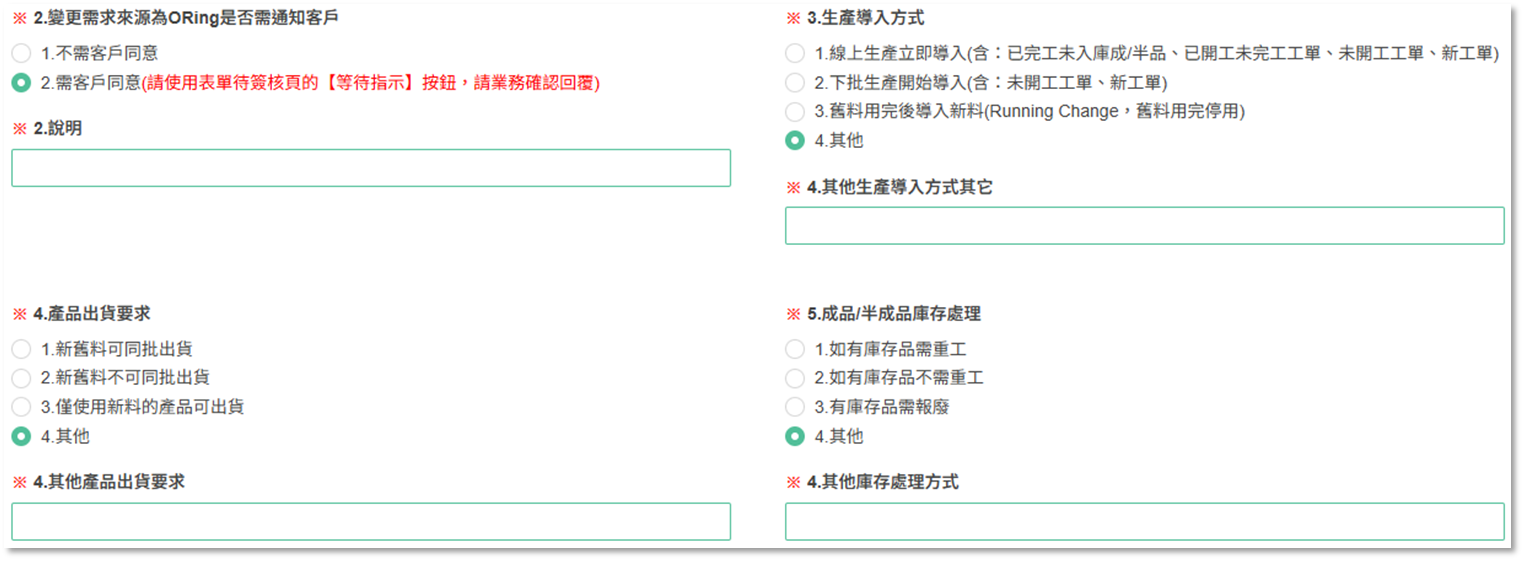 ※ 2.變更需求來源為ORing是否需通知客戶
1.不需客戶同意
2.需客戶同意(請使用表單待簽核頁的【等待指示】按鈕，請業務確認回覆)
※ 2.說明
※ 3.生產導入方式
1.線上生產立即導入(含：已完工未入庫成/半品、已開工未完工工單、未開工工單、新工單)
2.下批生產開始導入(含：未開工工單、新工單)
3.舊料用完後導入新料(Running Change，舊料用完停用)
4.其他
※ 4.其他生產導入方式其它
※ 4.產品出貨要求
1.新舊料可同批出貨
2.新舊料不可同批出貨
3.僅使用新料的產品可出貨
4.其他
※ 4.其他產品出貨要求
※ 5.成品/半成品庫存處理
1.如有庫存品需重工
2.如有庫存品不需重工
3.有庫存品需報廢
4.其他
※ 4.其他庫存處理方式